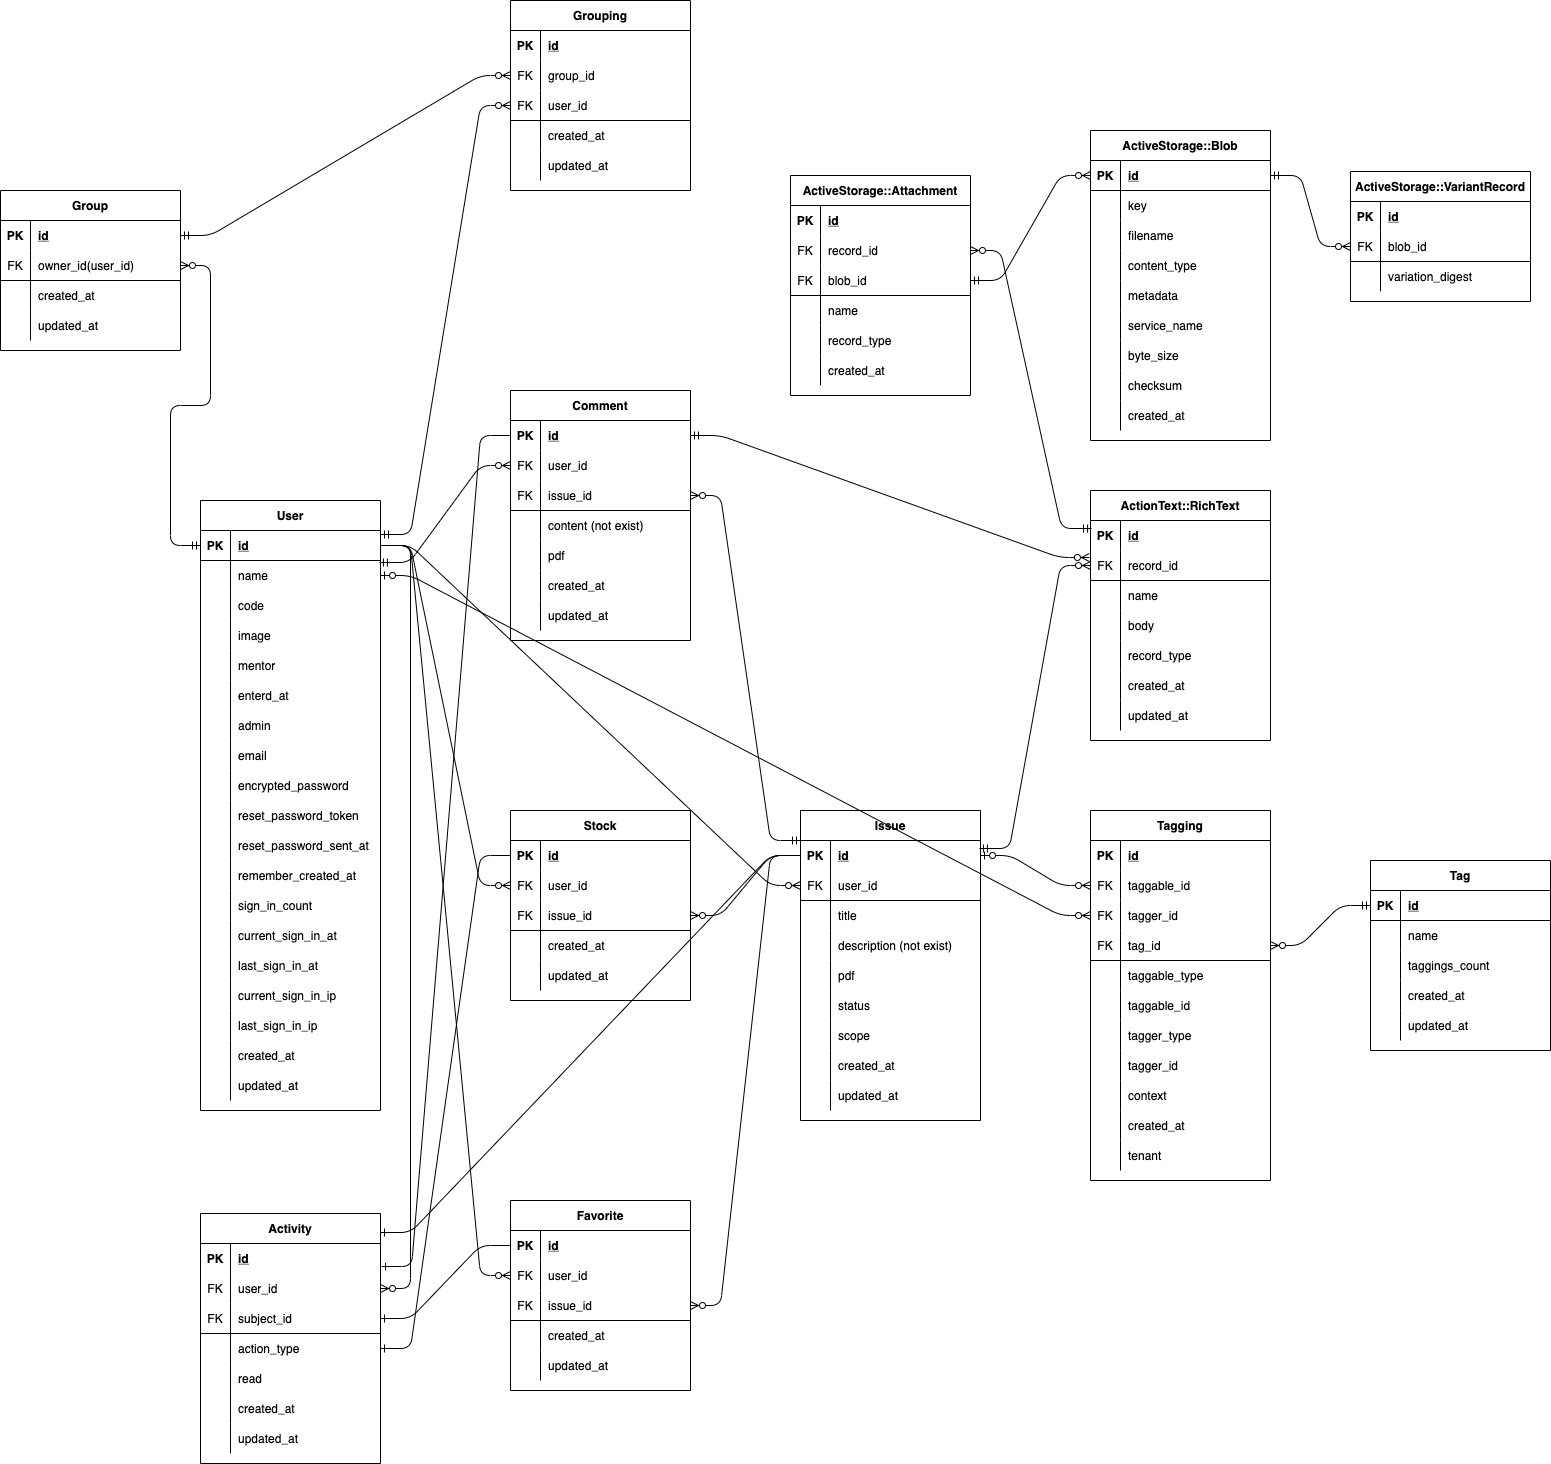 Grouping
PK id
FK group_id
FK user_id
created_at
updated_at
Group
PK id
FK owner_id(user_id)
created_at
updated_at
ActiveStorage::Attachment
PK id
FK record_id
FK blob_id
name
record_type
created_at
ActiveStorage::Blob
PK id
key
filename
content_type
metadata
service_name
byte_size
checksum
created_at
ActiveStorage::VariantRecord
PK id
FK blob_id
variation_digest
Comment
PK id
FK user_id
FK issue_id
content (not exist)
pdf
created_at
updated_at
User
PK id
name
code
image
mentor
enterd_at
admin
email
encrypted_password
reset_password_token
reset_password_sent_at
remember_created_at
sign_in_count
current_sign_in_at
last_sign_in_at
current_sign_in_ip
last_sign_in_ip
created_at
updated_at
ActionText::RichText
PK id
FK record_id
name
body
record_type
created_at
updated_at
Stock
PK id
FK user_id
FK issue_id
created_at
updated_at
Issue
PK id
FK user_id
title
description (not exist)
pdf
status
scope
created_at
updated_at
Tagging
PK id
FK taggable_id
FK tagger_id
FK tag_id
taggable_type
taggable_id
tagger_type
tagger_id
context
created_at
tenant
Tag
PK id
name
taggings_count
created_at
updated_at
Activity
PK id
FK user_id
FK subject_id
action_type
read
created_at
updated_at
Favorite
PK id
FK user_id
FK issue_id
created_at
updated_at